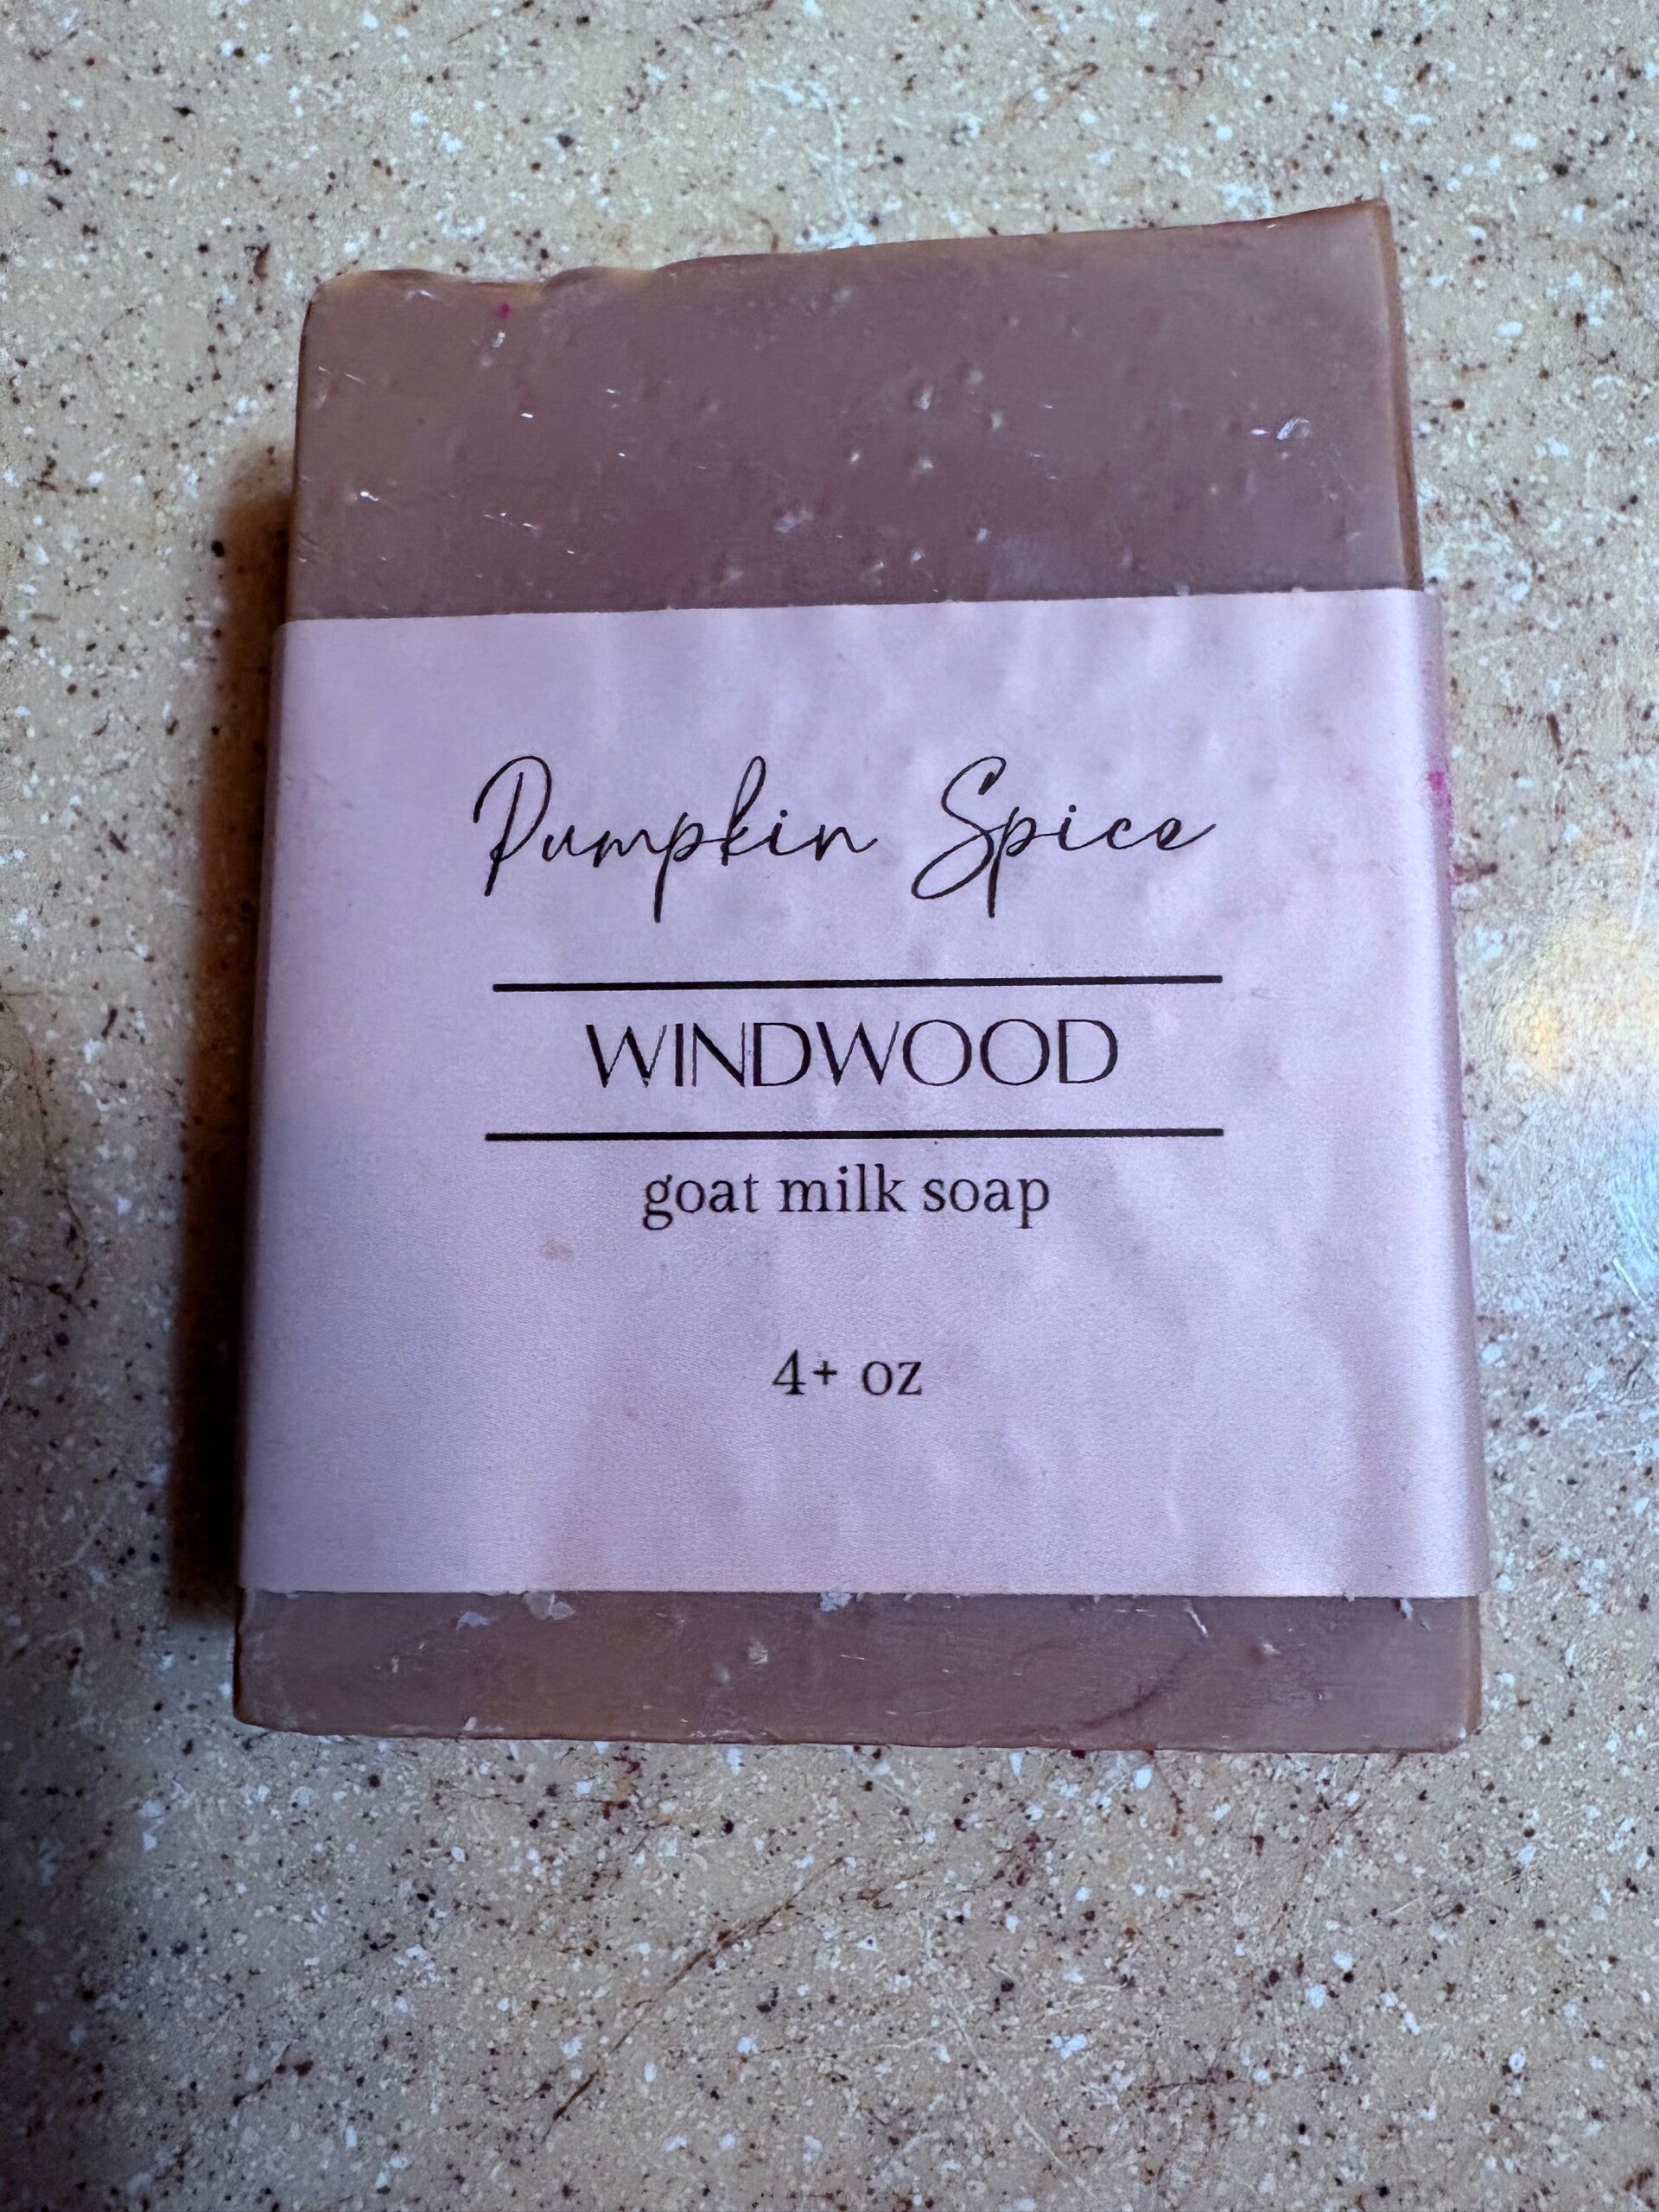 Pumpkin Spice
WINDWOOD
goat milk soap
4+ oz